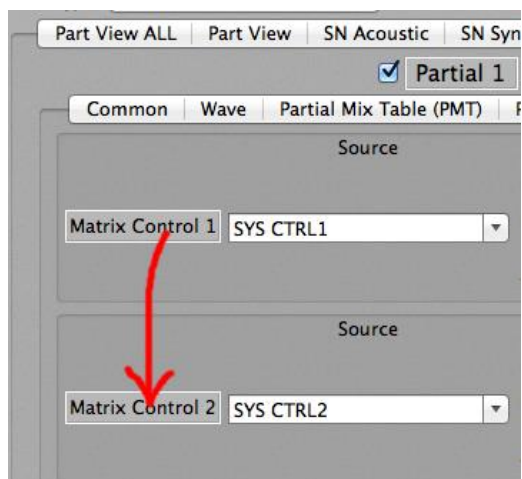 Part View ALL Part View SN Acoustic SN Syn
Partial 1
Common Wave Partial Mix Table (PMT)
Source
Matrix Control 1 SYS CTRL1
Source
Matrix Control 2 SYS CTRL2